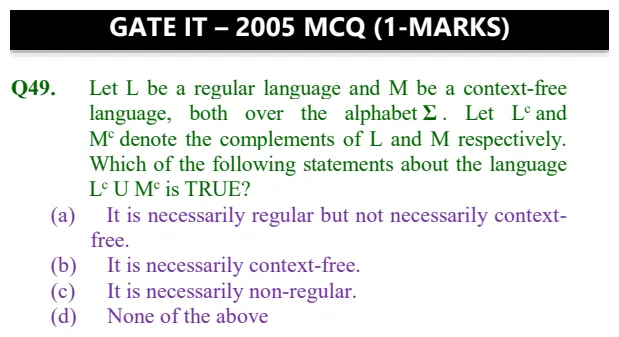 GATE IT – 2005 MCQ (1-MARKS)
Q49. Let L be a regular language and M be a context-free
language, both over the alphabet Σ. Let Lᶜ and
Mᶜ denote the complements of L and M respectively.
Which of the following statements about the language
Lᶜ U Mᶜ is TRUE?
(a) It is necessarily regular but not necessarily context-
free.
(b) It is necessarily context-free.
(c) It is necessarily non-regular.
(d) None of the above